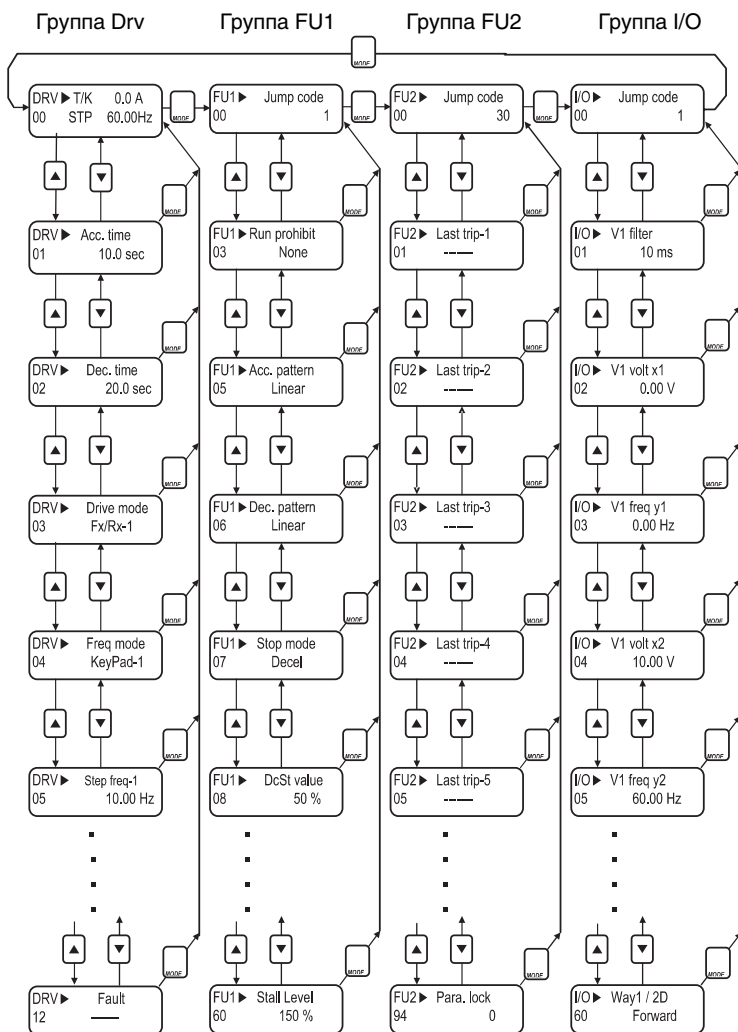 Группа Drv
Группа FU1
Группа FU2
Группа I/O
MODE
DRV ▶ T/K 0.0 A
00 STP 60.00Hz
MODE
FU1 ▶ Jump code
00 1
MODE
FU2 ▶ Jump code
00 30
MODE
I/O ▶ Jump code
00 1
MODE
MODE
MODE
MODE
DRV ▶ Acc. time
01 10.0 sec
FU1 ▶ Run prohibit
03 None
FU2 ▶ Last trip-1
01 -----
I/O ▶ V1 filter
01 10 ms
MODE
MODE
MODE
MODE
DRV ▶ Dec. time
02 20.0 sec
FU1 ▶ Acc. pattern
05 Linear
FU2 ▶ Last trip-2
02 -----
I/O ▶ V1 volt x1
02 0.00 V
MODE
MODE
MODE
MODE
DRV ▶ Drive mode
03 Fx/Rx-1
FU1 ▶ Dec. pattern
06 Linear
FU2 ▶ Last trip-3
03 -----
I/O ▶ V1 freq y1
03 0.00 Hz
MODE
MODE
MODE
MODE
DRV ▶ Freq mode
04 KeyPad-1
FU1 ▶ Stop mode
07 Decel
FU2 ▶ Last trip-4
04 -----
I/O ▶ V1 volt x2
04 10.00 V
MODE
MODE
MODE
MODE
DRV ▶ Step freq-1
05 10.00 Hz
FU1 ▶ DcSt value
08 50 %
FU2 ▶ Last trip-5
05 -----
I/O ▶ V1 freq y2
05 60.00 Hz
MODE
MODE
MODE
MODE
DRV ▶ Fault
12 -----
FU1 ▶ Stall Level
60 150 %
FU2 ▶ Para. lock
94 0
I/O ▶ Way1 / 2D
60 Forward